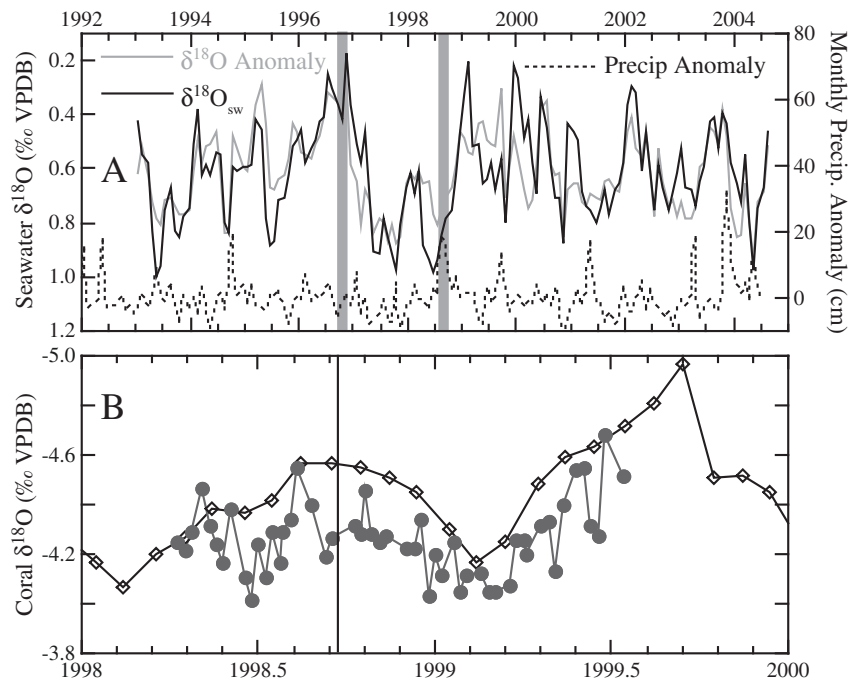 1992 1994 1996 1998 2000 2002 2004
Seawater δ¹⁸O (‰ VPDB)
0.2
0.4
0.6
0.8
1.0
1.2
δ¹⁸O Anomaly
δ¹⁸Osw
Precip Anomaly
A
80
60
40
20
0
Monthly Precip. Anomaly (cm)
Coral δ¹⁸O (‰ VPDB)
-5.0
-4.6
-4.2
-3.8
B
1998 1998.5 1999 1999.5 2000